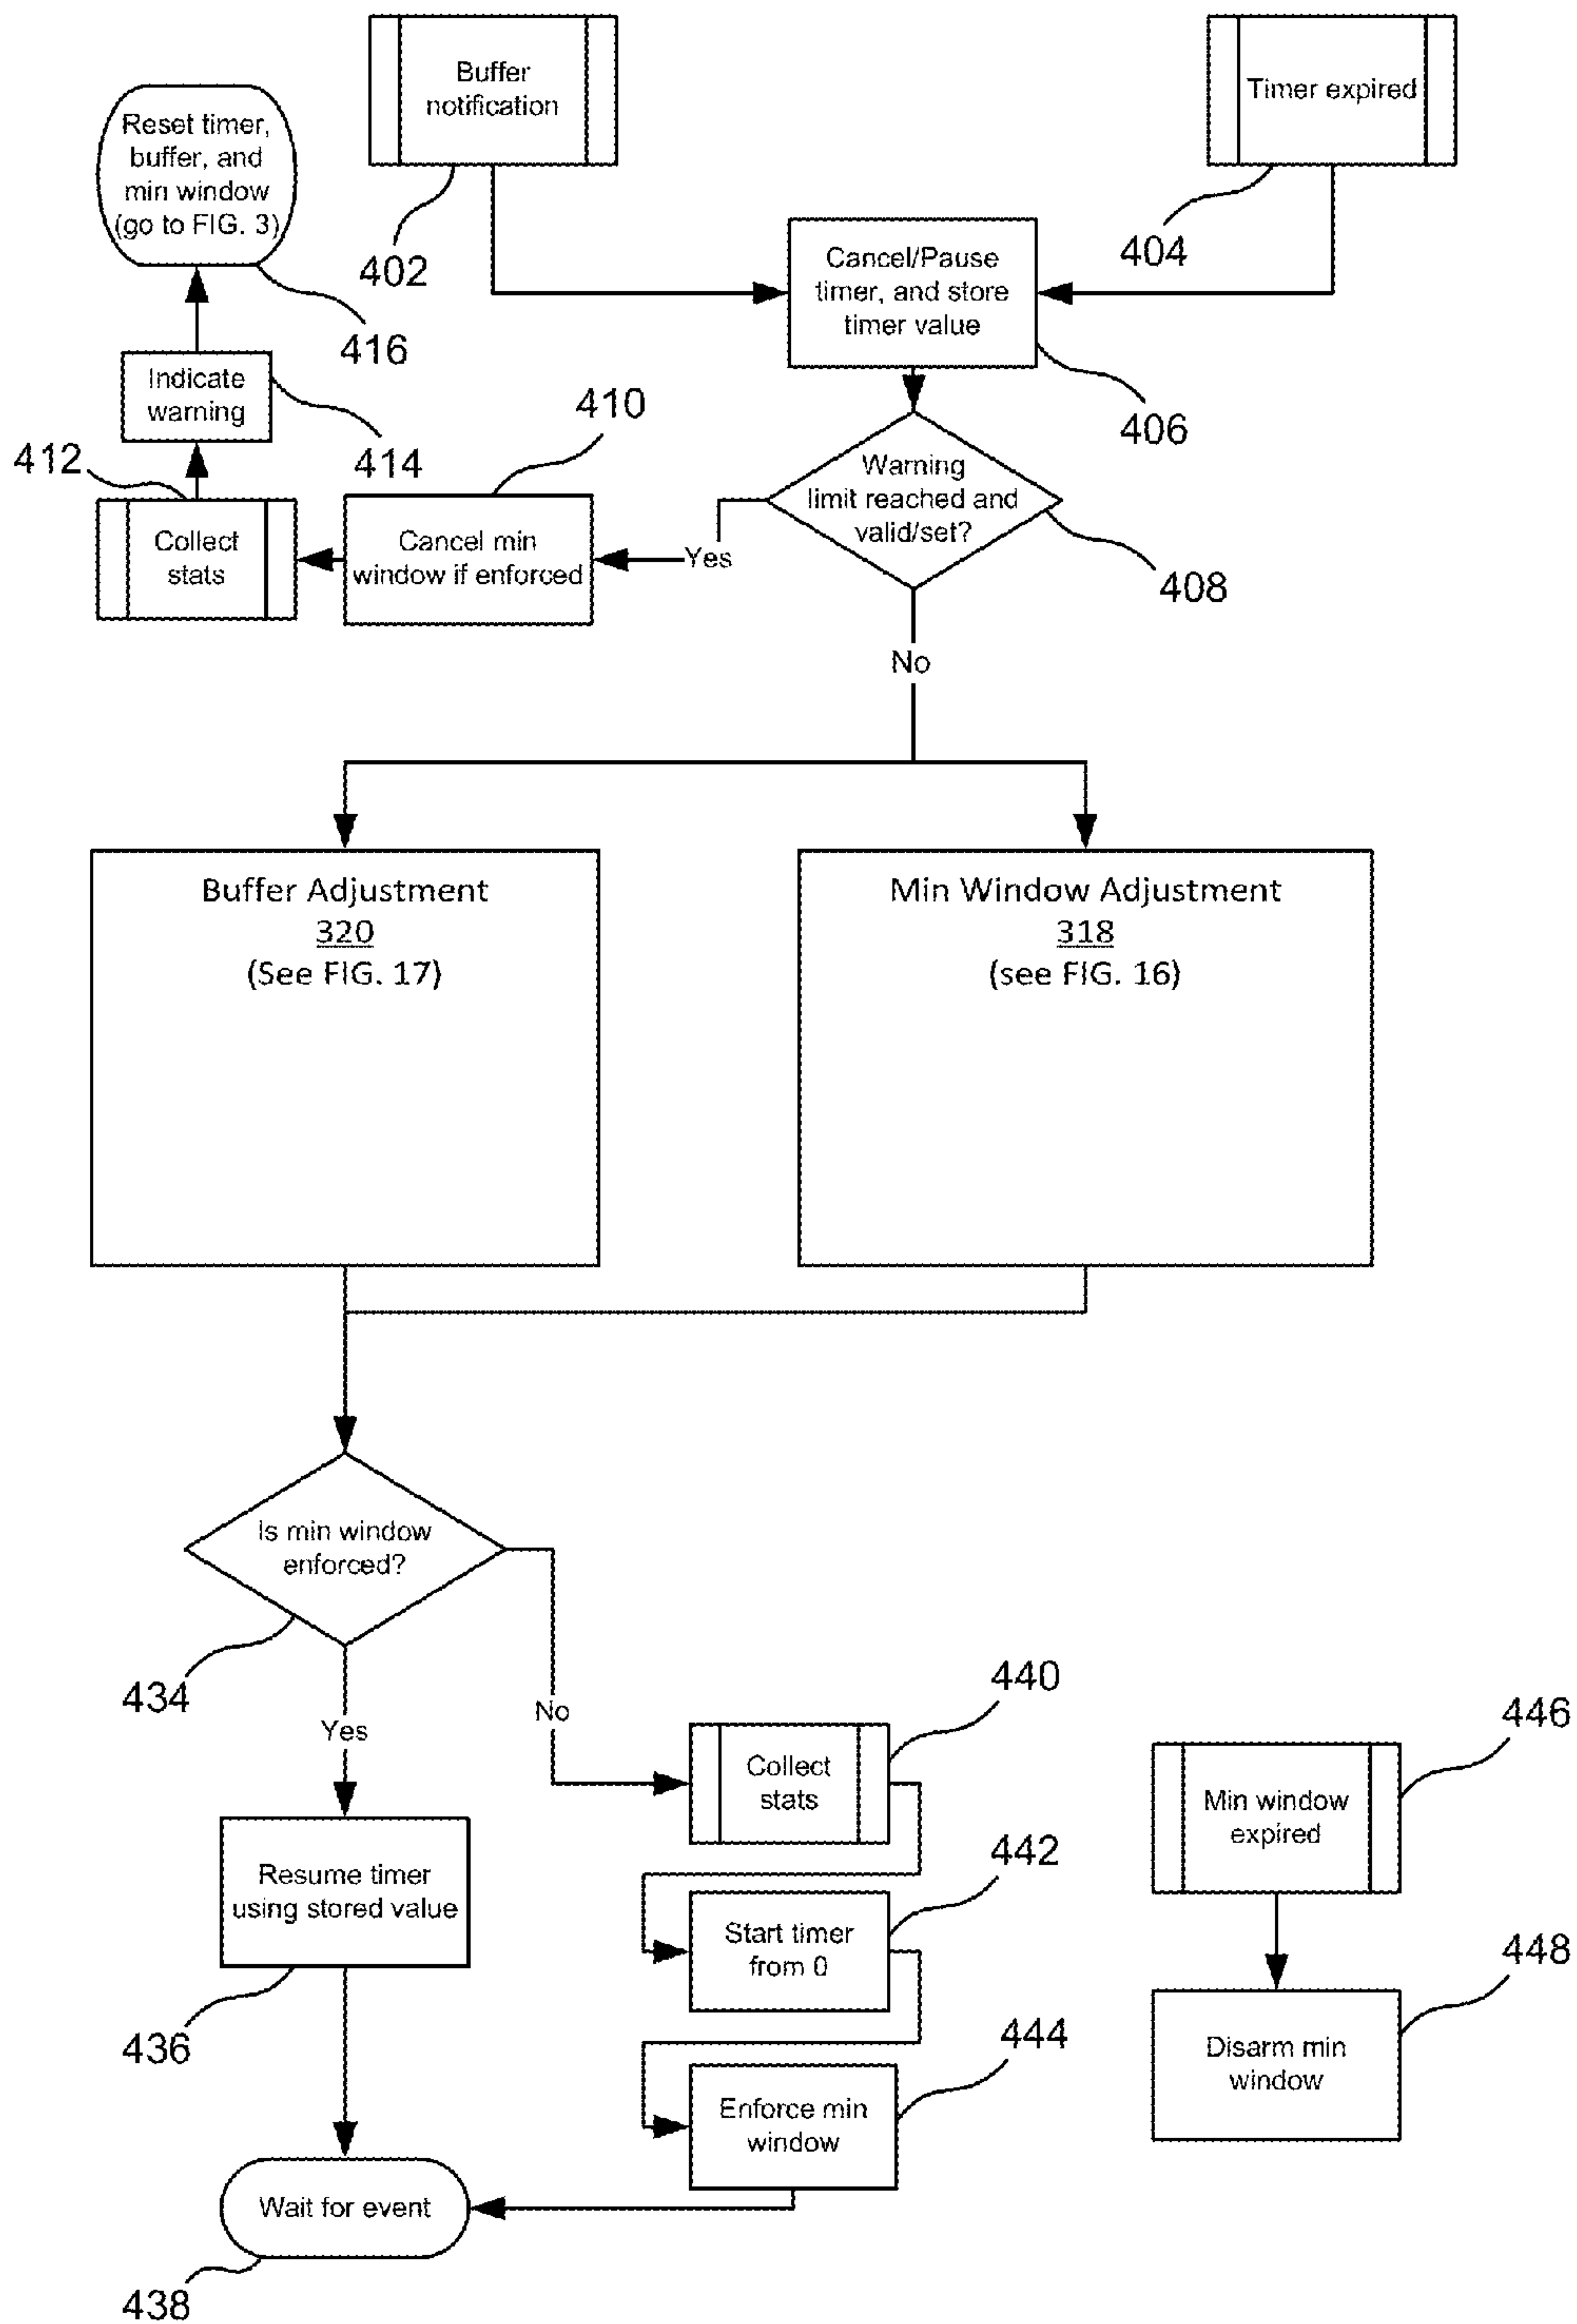 Buffer
notification
Timer expired
Reset timer,
buffer, and
min window
(go to FIG. 3)
402
404
Cancel/Pause
timer, and store
timer value
416
Indicate
warning
410
406
412
414
Warning
limit reached and
valid/set?
Collect
stats
Cancel min
window if enforced
Yes
408
No
Buffer Adjustment
320
(See FIG. 17)
Min Window Adjustment
318
(see FIG. 16)
Is min window
enforced?
434
Yes
No
440
446
Collect
stats
Min window
expired
Resume timer
using stored value
442
Start timer
from 0
436
448
444
Disarm min
window
Enforce min
window
Wait for event
438